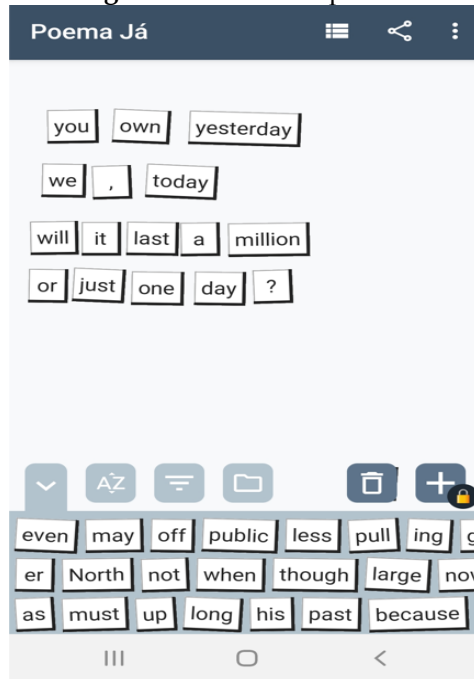 Poema Já
you own yesterday
we , today
will it last a million
or just one day ?
AZ
even may off public less pull ing
er North not when though large
as must up long his past because